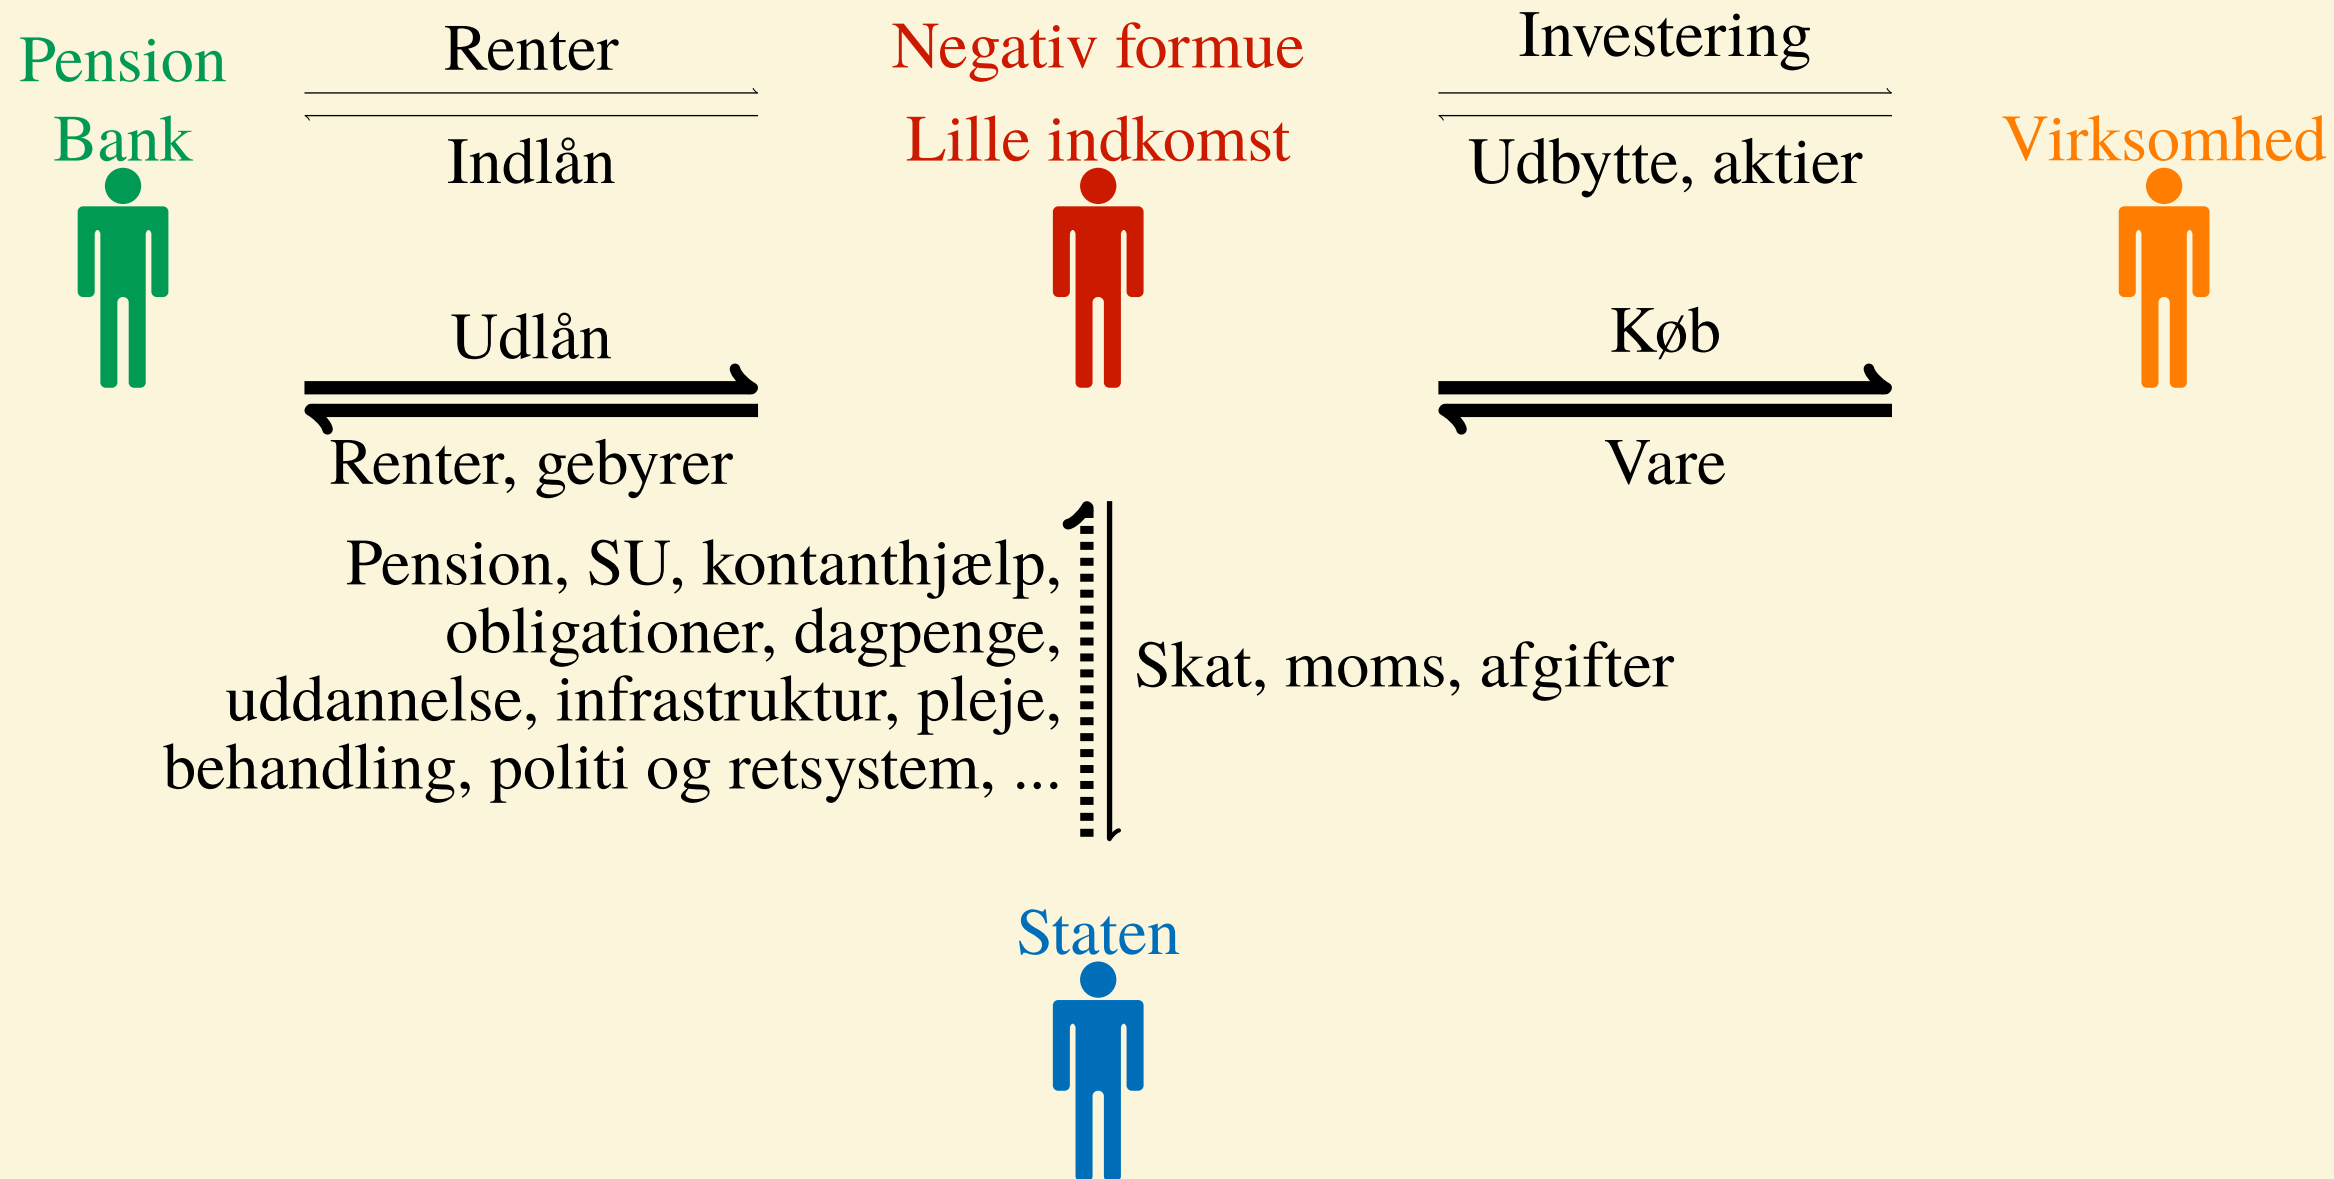 Pension
Bank
Renter
Indlån
Negativ formue
Lille indkomst
Investering
Udbytte, aktier
Virksomhed
Udlån
Renter, gebyrer
Køb
Vare
Pension, SU, kontanthjælp,
obligationer, dagpenge,
uddannelse, infrastruktur, pleje,
behandling, politi og retsystem, ...
Skat, moms, afgifter
Staten